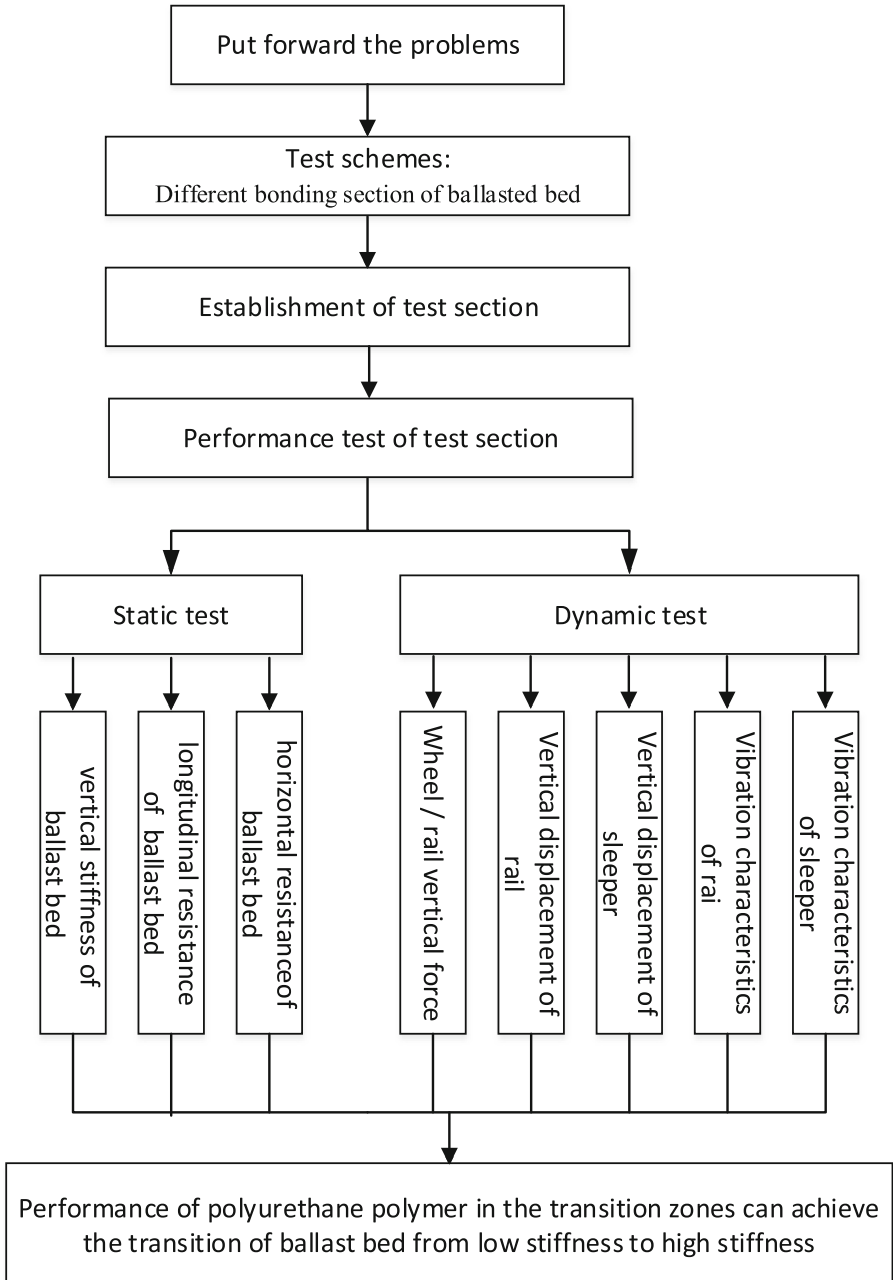 Put forward the problems
Test schemes:
Different bonding section of ballasted bed
Establishment of test section
Performance test of test section
Static test
Dynamic test
vertical stiffness of
ballast bed
longitudinal resistance
of ballast bed
horizontal resistanceof
ballast bed
Wheel / rail vertical force
Vertical displacement of
rail
Vertical displacement of
sleeper
Vibration characteristics
of rai
Vibration characteristics
of sleeper
Performance of polyurethane polymer in the transition zones can achieve
the transition of ballast bed from low stiffness to high stiffness